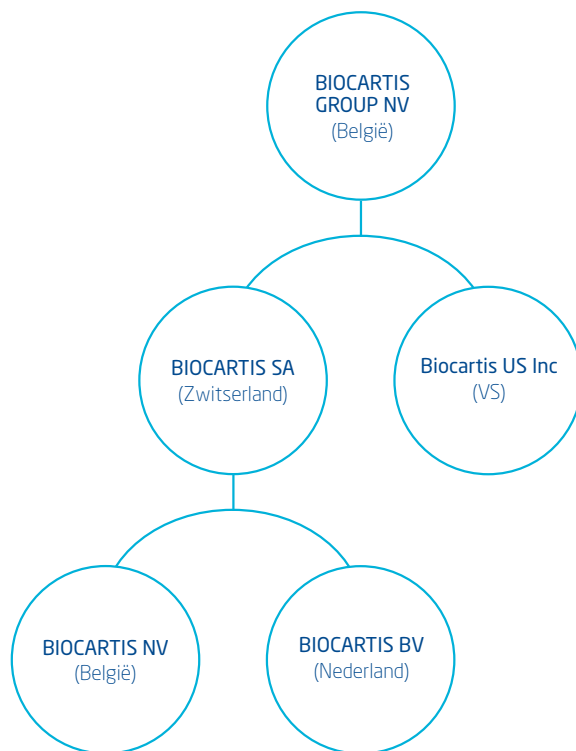 BIOCARTIS
GROUP NV
(België)
BIOCARTIS SA
(Zwitserland)
Biocartis US Inc
(VS)
BIOCARTIS NV
(België)
BIOCARTIS BV
(Nederland)